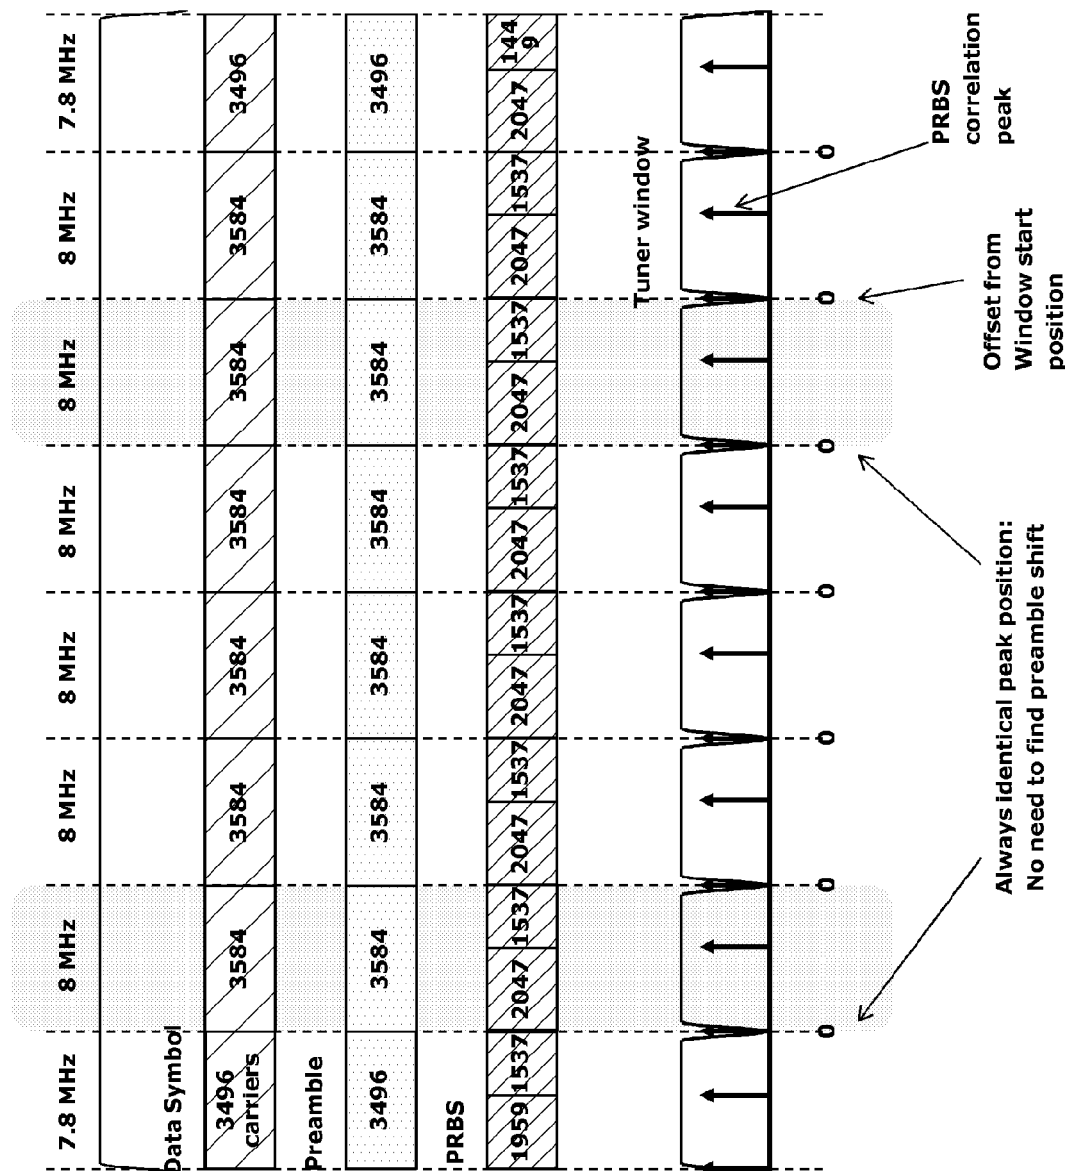 7.8 MHz 8 MHz 8 MHz 8 MHz 8 MHz 8 MHz 8 MHz 7.8 MHz
Data Symbol
3496 carriers 3584 3584 3584 3584 3584 3584 3496
Preamble
3496 3584 3584 3584 3584 3584 3584 3496
PRBS
1959 1537 2047 1537 2047 1537 2047 1537 2047 1537 2047 1537 2047 1537 2047 1449
Tuner window
0 0 0 0 0 0 0
Always identical peak position:
No need to find preamble shift
Offset from
Window start
position
PRBS
correlation
peak